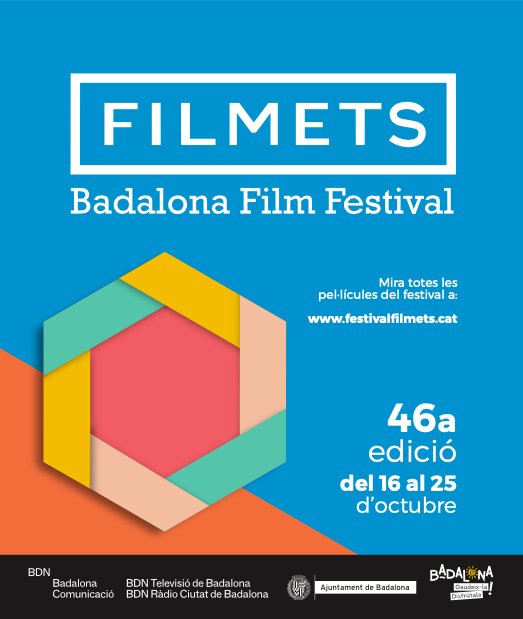 FILMETS
Badalona Film Festival
Mira totes les
pel·lícules del festival a:
www.festivalfilmets.cat
46a
edició
del 16 al 25
d'octubre
BDN
Badalona
Comunicació
BDN Televisió de Badalona
BDN Ràdio Ciutat de Badalona
Ajuntament de Badalona
BADALONA
Gaudeix-la
Disfrútala!